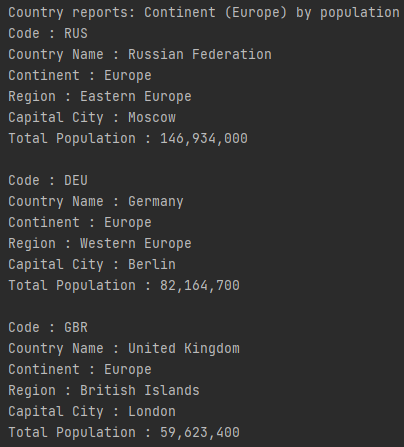 Country reports: Continent (Europe) by population
Code : RUS
Country Name : Russian Federation
Continent : Europe
Region : Eastern Europe
Capital City : Moscow
Total Population : 146,934,000
Code : DEU
Country Name : Germany
Continent : Europe
Region : Western Europe
Capital City : Berlin
Total Population : 82,164,700
Code : GBR
Country Name : United Kingdom
Continent : Europe
Region : British Islands
Capital City : London
Total Population : 59,623,400